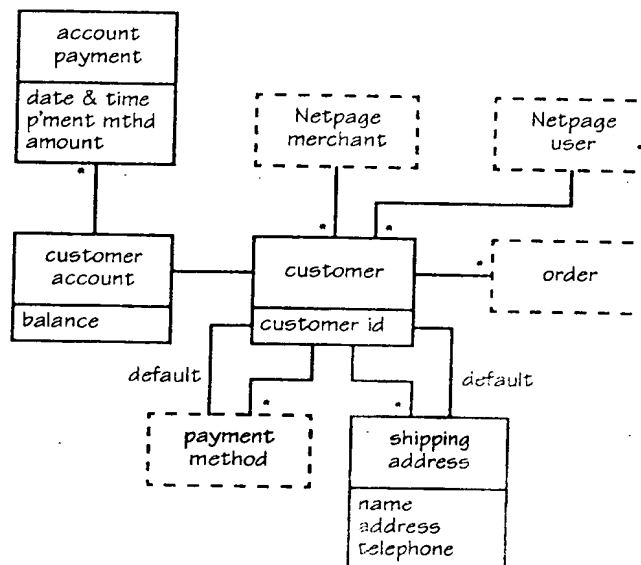 account
payment
date & time
p'ment mthd
amount
*
Netpage
merchant
*
Netpage
user
*
customer
account
balance
customer
customer id
*
order
default
*
payment
method
default
*
shipping
address
name
address
telephone